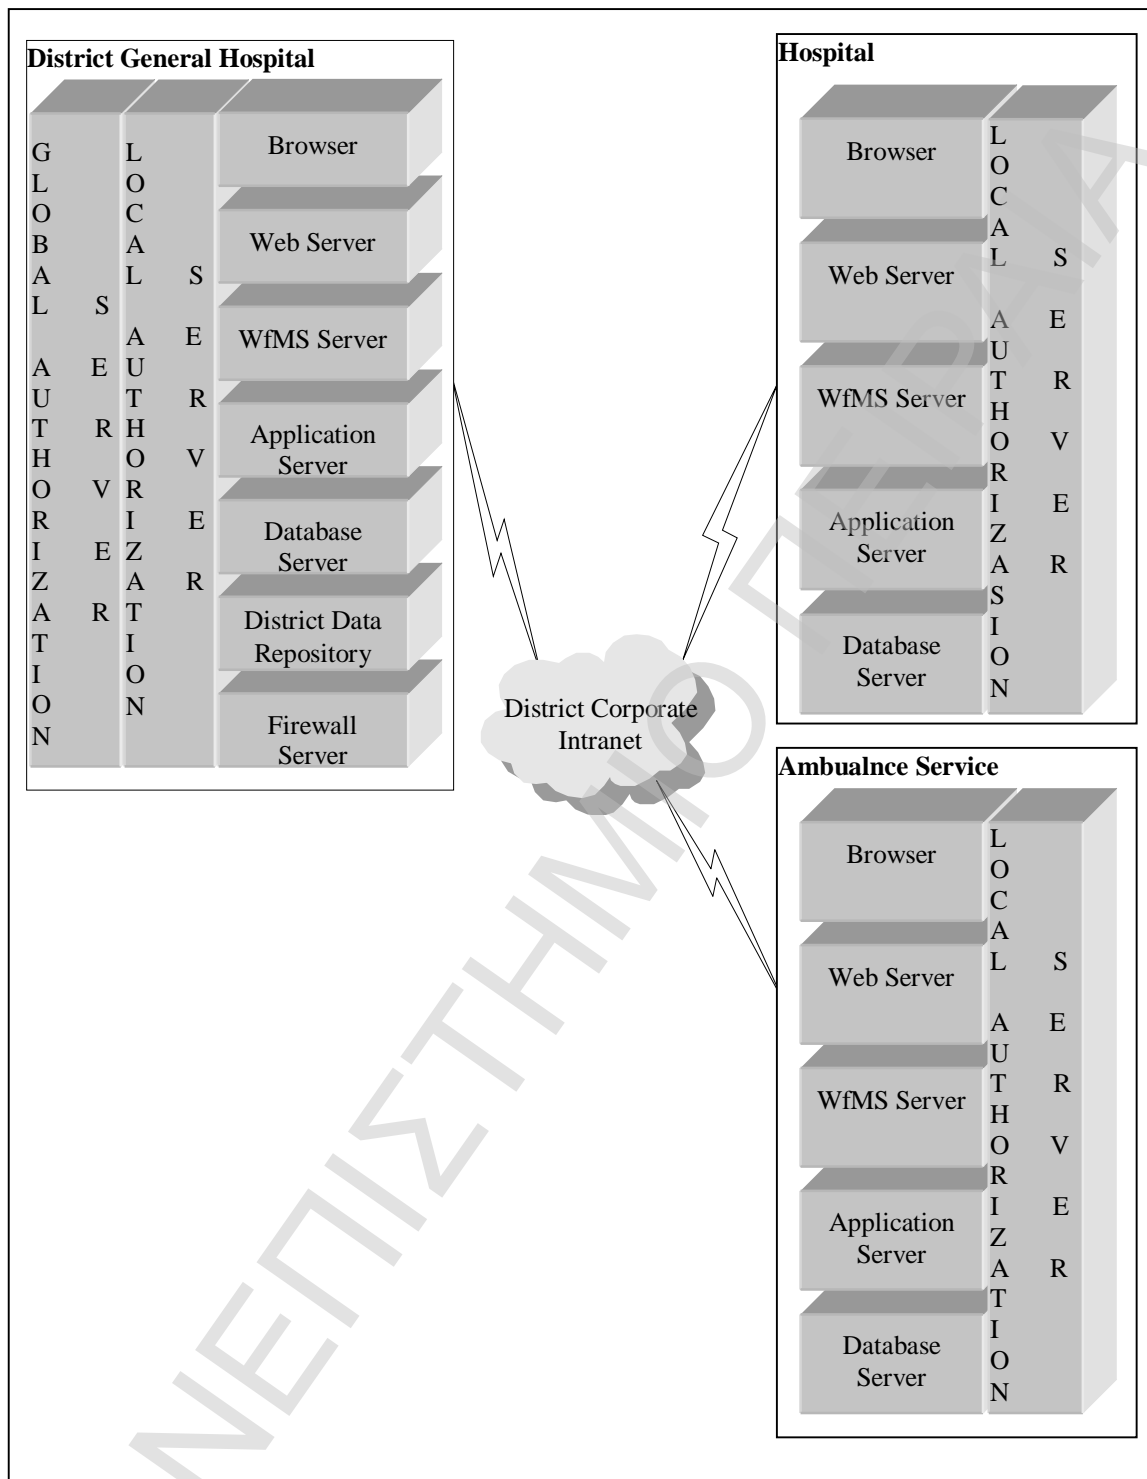 District General Hospital
GLOBAL AUTHORIZATION
SERVER
LOCAL AUTHORIZATION
SERVER
Browser
Web Server
WfMS Server
Application
Server
Database
Server
District Data
Repository
Firewall
Server
District Corporate
Intranet
Hospital
Browser
Web Server
WfMS Server
Application
Server
Database
Server
LOCAL AUTHORIZASION
SERVER
Ambualnce Service
Browser
Web Server
WfMS Server
Application
Server
Database
Server
LOCAL AUTHORIZATION
SERVER
ΝΕΠΙΣΤΗΜΙΟ ΠΕΙΡΑΙΑ